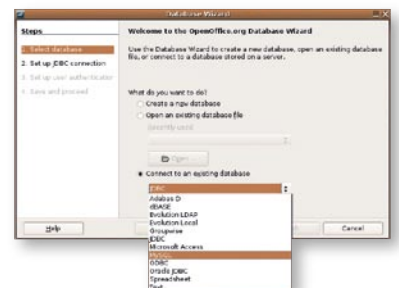 Database Wizard
Steps
1. Select database
2. Set up JDBC connection
3. Set up user authentication
4. Save and proceed
Welcome to the OpenOffice.org Database Wizard
Use the Database Wizard to create a new database, open an existing database
file, or connect to a database stored on a server.
What do you want to do?
Create a new database
Open an existing database file
Recently used
Open
Connect to an existing database
JDBC
Adabas D
dBASE
Evolution LDAP
Evolution Local
Groupwise
JDBC
Microsoft Access
MySQL
ODBC
Oracle JDBC
Spreadsheet
Text
Help
Cancel